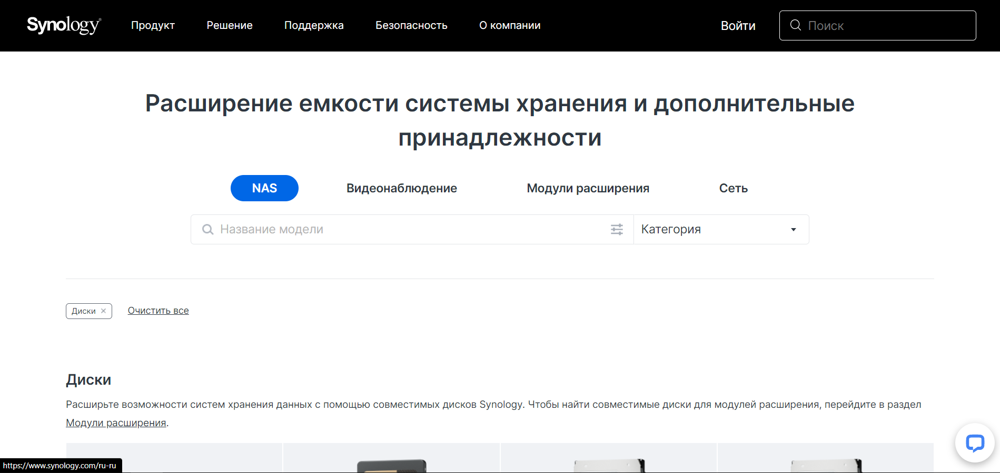 Synology®
Продукт
Решение
Поддержка
Безопасность
О компании
Войти
Поиск
Расширение емкости системы хранения и дополнительные
принадлежности
NAS
Видеонаблюдение
Модули расширения
Сеть
Название модели
Категория
Диски ×
Очистить все
Диски
Расширьте возможности систем хранения данных с помощью совместимых дисков Synology. Чтобы найти совместимые диски для модулей расширения, перейдите в раздел
Модули расширения.
https://www.synology.com/ru-ru